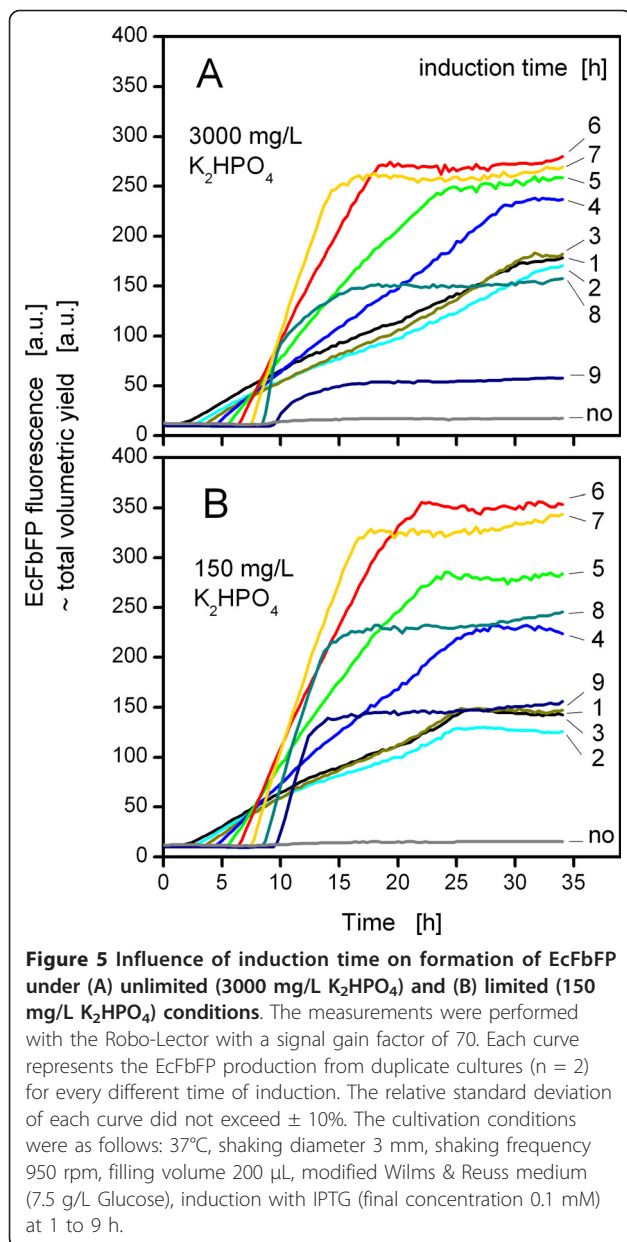 A
induction time [h]
3000 mg/L
K₂HPO₄
400
350
300
250
200
150
100
50
0
6
7
5
4
3
1
2
8
9
no
EcFbFP fluorescence [a.u.]
~ total volumetric yield [a.u.]
B
150 mg/L
K₂HPO₄
400
350
300
250
200
150
100
50
0
6
7
5
8
4
9
1
3
2
no
0 5 10 15 20 25 30 35
Time [h]
Figure 5 Influence of induction time on formation of EcFbFP
under (A) unlimited (3000 mg/L K₂HPO₄) and (B) limited (150
mg/L K₂HPO₄) conditions. The measurements were performed
with the Robo-Lector with a signal gain factor of 70. Each curve
represents the EcFbFP production from duplicate cultures (n = 2)
for every different time of induction. The relative standard deviation
of each curve did not exceed ± 10%. The cultivation conditions
were as follows: 37°C, shaking diameter 3 mm, shaking frequency
950 rpm, filling volume 200 μL, modified Wilms & Reuss medium
(7.5 g/L Glucose), induction with IPTG (final concentration 0.1 mM)
at 1 to 9 h.